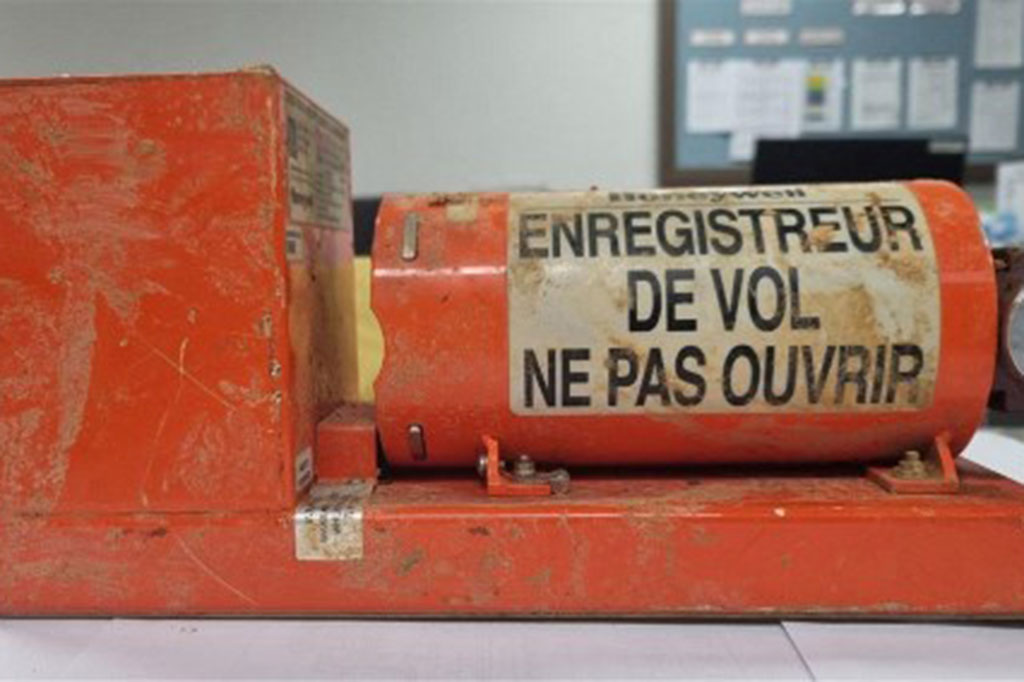 Honeywell
ENREGISTREUR
DE VOL
NE PAS OUVRIR